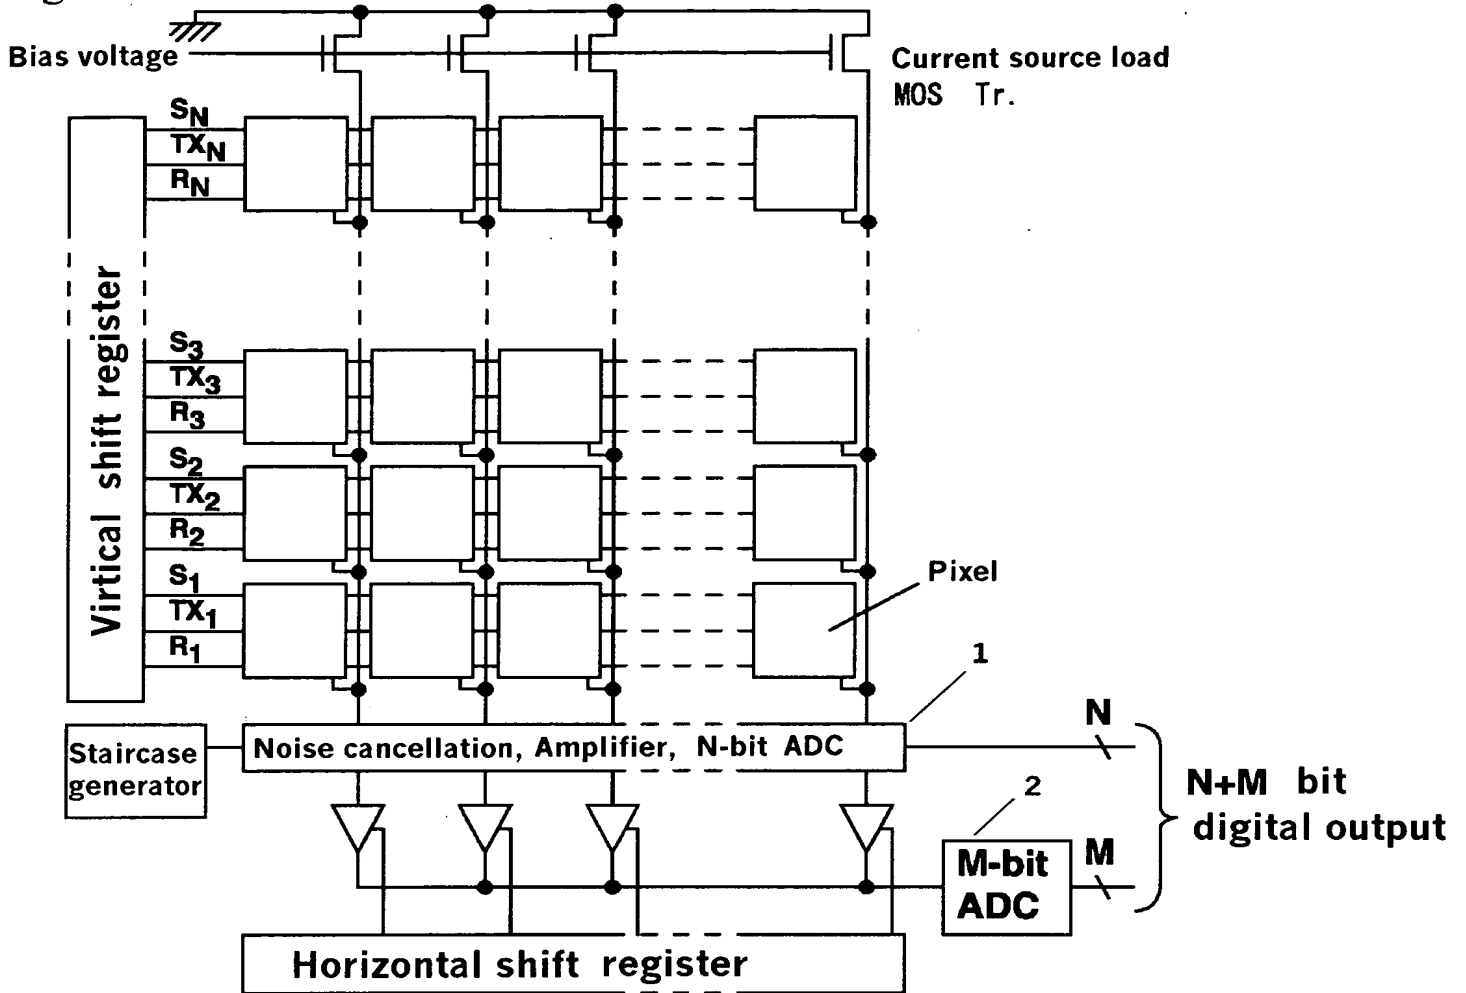 Bias voltage
Current source load
MOS Tr.
SN
TXN
RN
S3
TX3
R3
S2
TX2
R2
S1
TX1
R1
Virtical shift register
Pixel
1
Staircase
generator
Noise cancellation, Amplifier, N-bit ADC
N
2
N+M bit
digital output
M-bit
ADC
M
Horizontal shift register